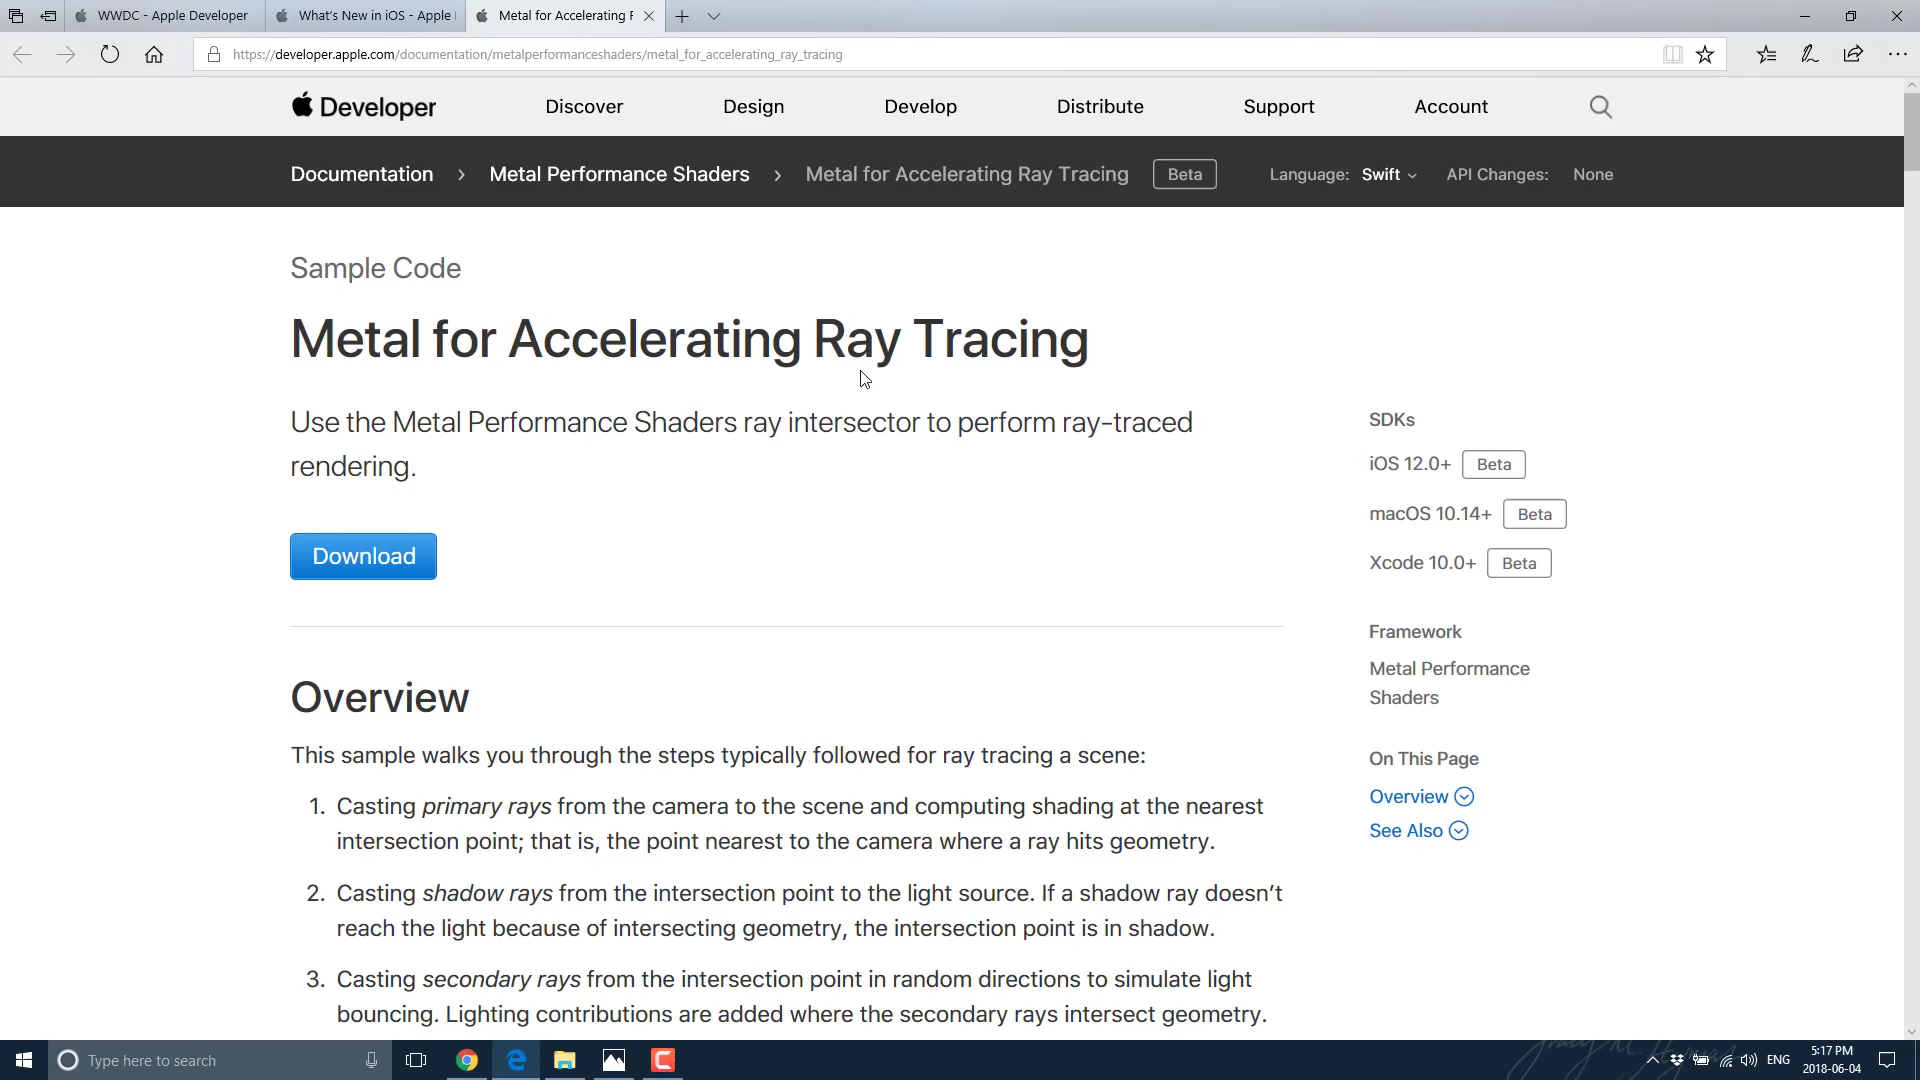 WWDC - Apple Developer
What's New in iOS - Apple
Metal for Accelerating
https://developer.apple.com/documentation/metalperformanceshaders/metal_for_accelerating_ray_tracing
Developer
Discover
Design
Develop
Distribute
Support
Account
Documentation › Metal Performance Shaders › Metal for Accelerating Ray Tracing Beta
Language: Swift
API Changes: None
Sample Code
Metal for Accelerating Ray Tracing
Use the Metal Performance Shaders ray intersector to perform ray-traced
rendering.
Download
SDKs
iOS 12.0+ Beta
macOS 10.14+ Beta
Xcode 10.0+ Beta
Framework
Metal Performance
Shaders
On This Page
Overview
See Also
Overview
This sample walks you through the steps typically followed for ray tracing a scene:
1. Casting primary rays from the camera to the scene and computing shading at the nearest
intersection point; that is, the point nearest to the camera where a ray hits geometry.
2. Casting shadow rays from the intersection point to the light source. If a shadow ray doesn't
reach the light because of intersecting geometry, the intersection point is in shadow.
3. Casting secondary rays from the intersection point in random directions to simulate light
bouncing. Lighting contributions are added where the secondary rays intersect geometry.
Type here to search
ENG
5:17 PM
2018-06-04